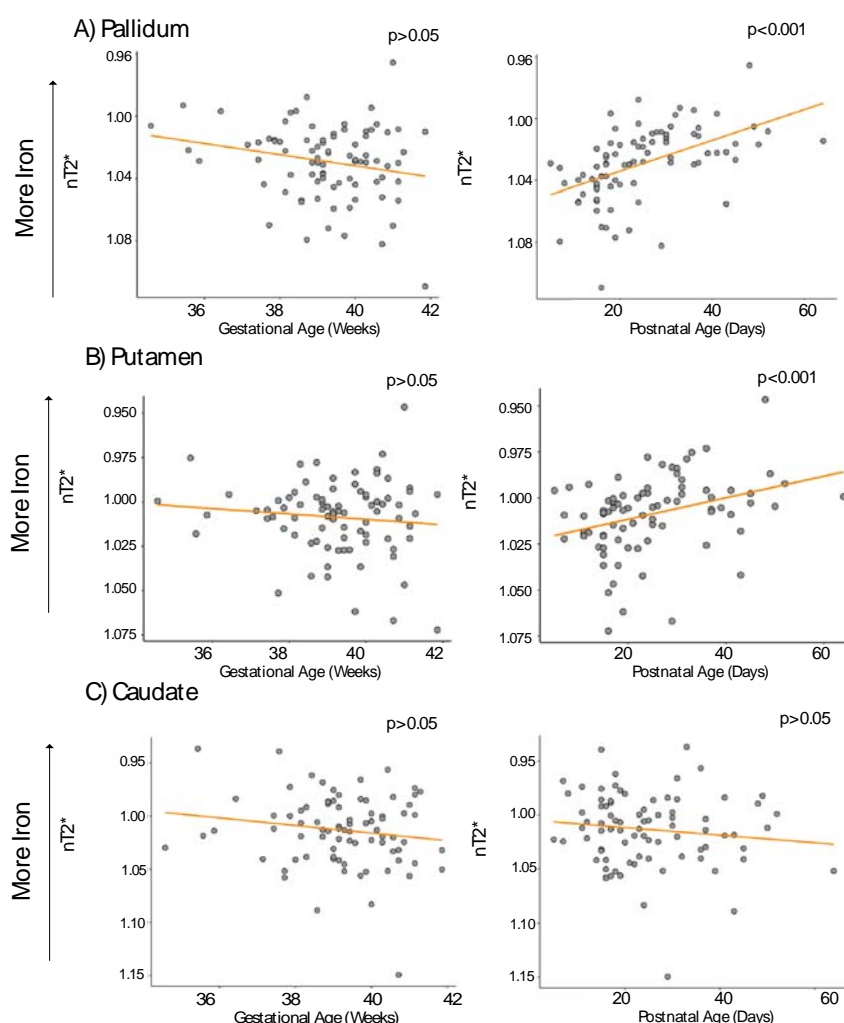 A) Pallidum
p>0.05
p<0.001
More Iron
nT2*
0.96
1.00
1.04
1.08
36
38
40
42
Gestational Age (Weeks)
nT2*
0.96
1.00
1.04
1.08
20
40
60
Postnatal Age (Days)
B) Putamen
p>0.05
p<0.001
More Iron
nT2*
0.950
0.975
1.000
1.025
1.050
1.075
36
38
40
42
Gestational Age (Weeks)
nT2*
0.950
0.975
1.000
1.025
1.050
1.075
20
40
60
Postnatal Age (Days)
C) Caudate
p>0.05
p>0.05
More Iron
nT2*
0.95
1.00
1.05
1.10
1.15
36
38
40
42
Gestational Age (Weeks)
nT2*
0.95
1.00
1.05
1.10
1.15
20
40
60
Postnatal Age (Days)